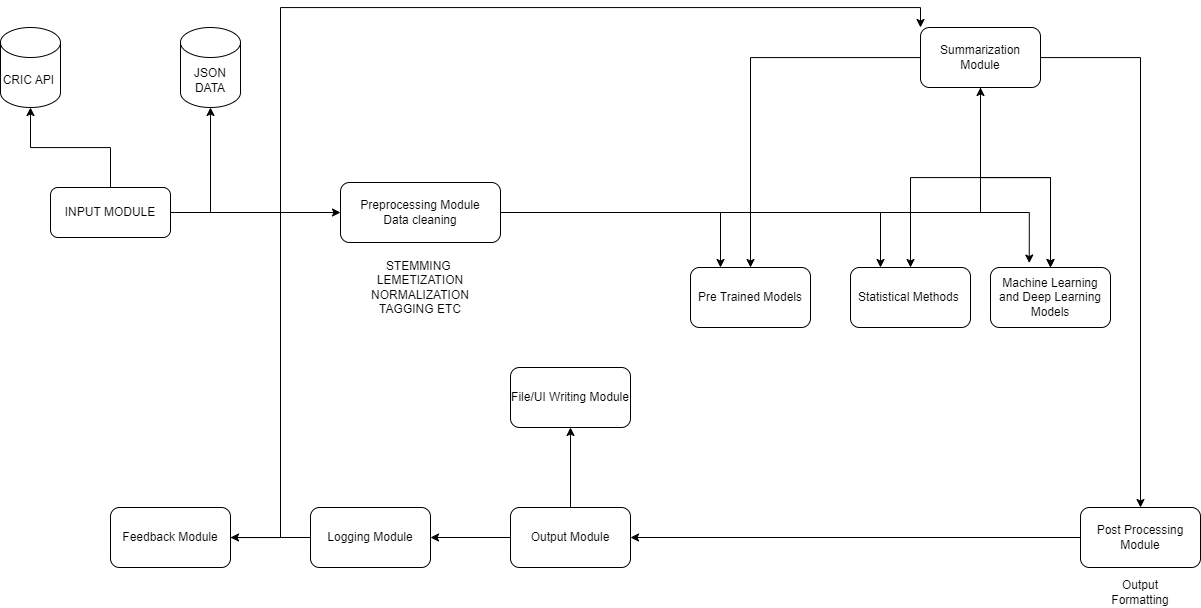 Summarization
Module
CRIC API
JSON
DATA
INPUT MODULE
Preprocessing Module
Data cleaning
STEMMING
LEMETIZATION
NORMALIZATION
TAGGING ETC
Pre Trained Models
Statistical Methods
Machine Learning
and Deep Learning
Models
File/UI Writing Module
Feedback Module
Logging Module
Output Module
Post Processing
Module
Output
Formatting